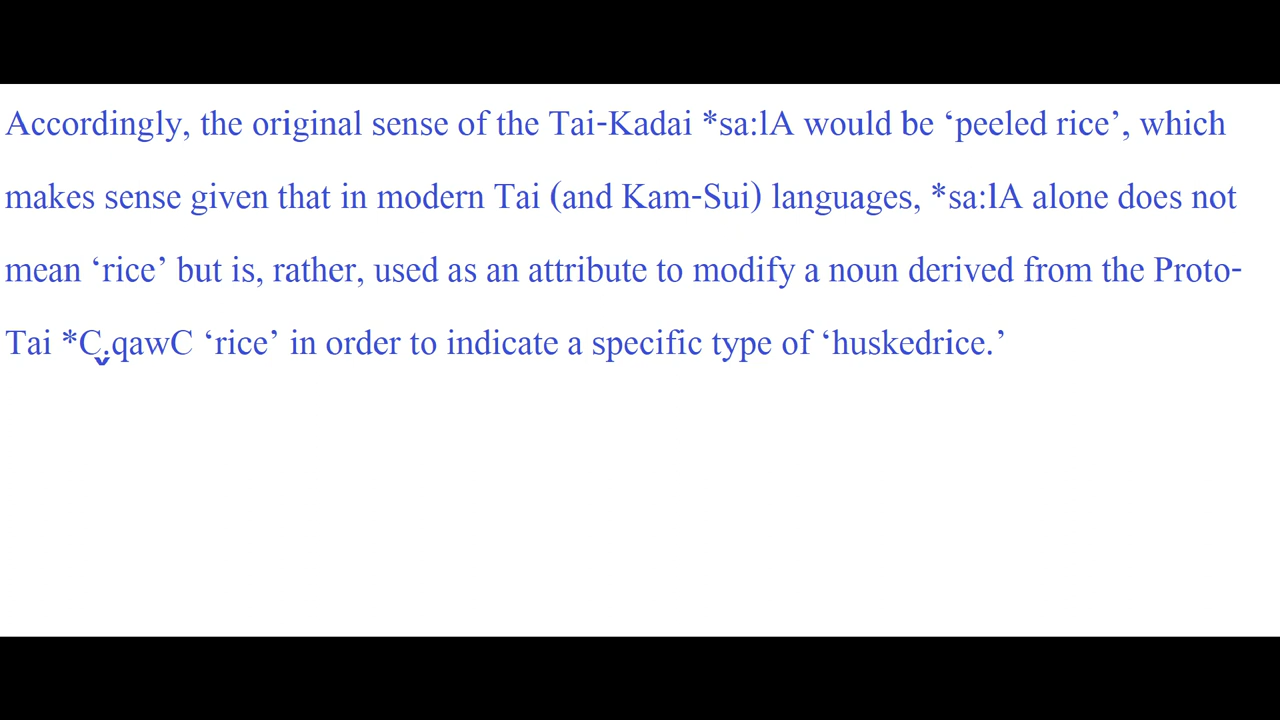 Accordingly, the original sense of the Tai-Kadai *sa:lA would be ‘peeled rice’, which
makes sense given that in modern Tai (and Kam-Sui) languages, *sa:lA alone does not
mean ‘rice’ but is, rather, used as an attribute to modify a noun derived from the Proto-
Tai *C̬.qawC ‘rice’ in order to indicate a specific type of ‘huskedrice.’